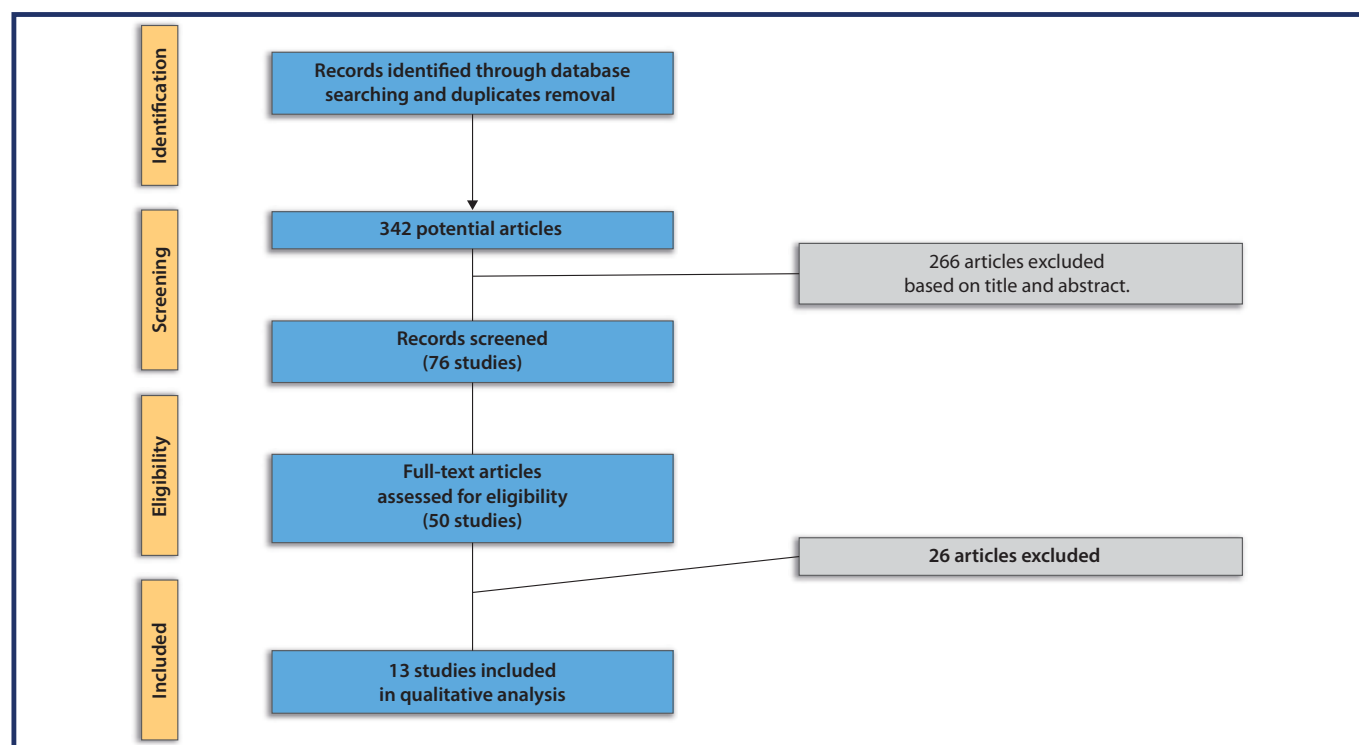 Identification
Records identified through database
searching and duplicates removal
Screening
342 potential articles
266 articles excluded
based on title and abstract.
Records screened
(76 studies)
Eligibility
Full-text articles
assessed for eligibility
(50 studies)
26 articles excluded
Included
13 studies included
in qualitative analysis